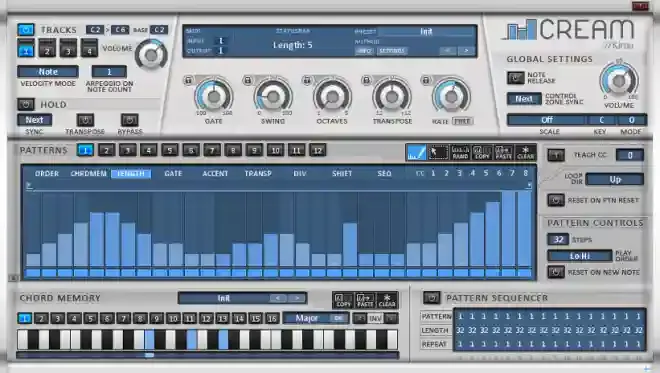 TRACKS C2 > C6 BASE C2
1 2 3 4
VOLUME
Note 1
VELOCITY MODE ARPEGGIO ON NOTE COUNT
HOLD
Next
SYNC TRANSPOSE BYPASS
MIDI STATUSBAR PRESET Init
INPUT 1 Length: 5 METHOD
OUTPUT 1 INFO SETTINGS < >
GATE SWING OCTAVES TRANSPOSE RATE FREE
CREAM
//Kirnu
GLOBAL SETTINGS
NOTE RELEASE
Next CONTROL ZONE SYNC
VOLUME
Off C 0
SCALE KEY MODE
PATTERNS 1 2 3 4 5 6 7 8 9 10 11 12
RAND COPY PASTE CLEAR
ORDER CHRDMEM LENGTH GATE ACCENT TRANSP DIV SHIFT SEQ CC 1 2 3 4 5 6 7 8
TEACH CC 0
LOOP DIR Up
RESET ON PTN RESET
PATTERN CONTROLS
32 STEPS
Lo-Hi PLAY ORDER
RESET ON NEW NOTE
CHORD MEMORY Init < >
COPY PASTE CLEAR
1 2 3 4 5 6 7 8 9 10 11 12 13 14 15 16 Major OK < INV >
PATTERN SEQUENCER
PATTERN 1 1 1 1 1 1 1 1 1 1 1 1 1 1 1 1
LENGTH 32 32 32 32 32 32 32 32 32 32 32 32 32 32 32 32
REPEAT 1 1 1 1 1 1 1 1 1 1 1 1 1 1 1 1